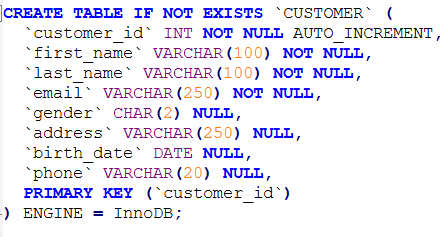 CREATE TABLE IF NOT EXISTS `CUSTOMER` (
`customer_id` INT NOT NULL AUTO_INCREMENT,
`first_name` VARCHAR(100) NOT NULL,
`last_name` VARCHAR(100) NOT NULL,
`email` VARCHAR(250) NOT NULL,
`gender` CHAR(2) NULL,
`address` VARCHAR(250) NULL,
`birth_date` DATE NULL,
`phone` VARCHAR(20) NULL,
PRIMARY KEY (`customer_id`)
) ENGINE = InnoDB;